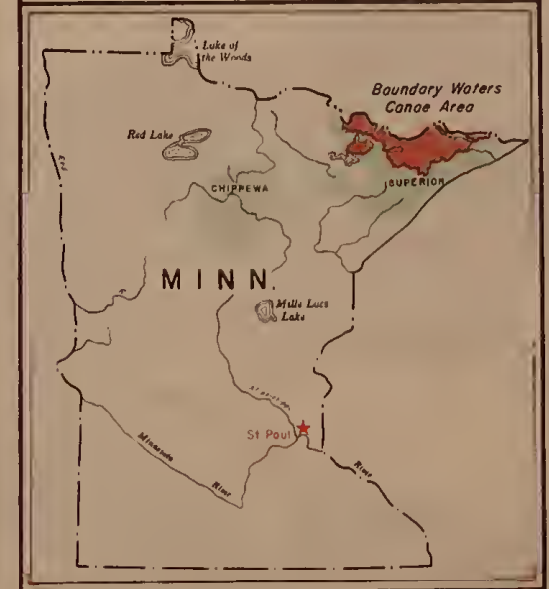 Lake of
the Woods
Boundary Waters
Canoe Area
Red Lake
Red
CHIPPEWA
SUPERIOR
MINN.
Mille Lacs
Lake
St Paul
Minnesota
River
River